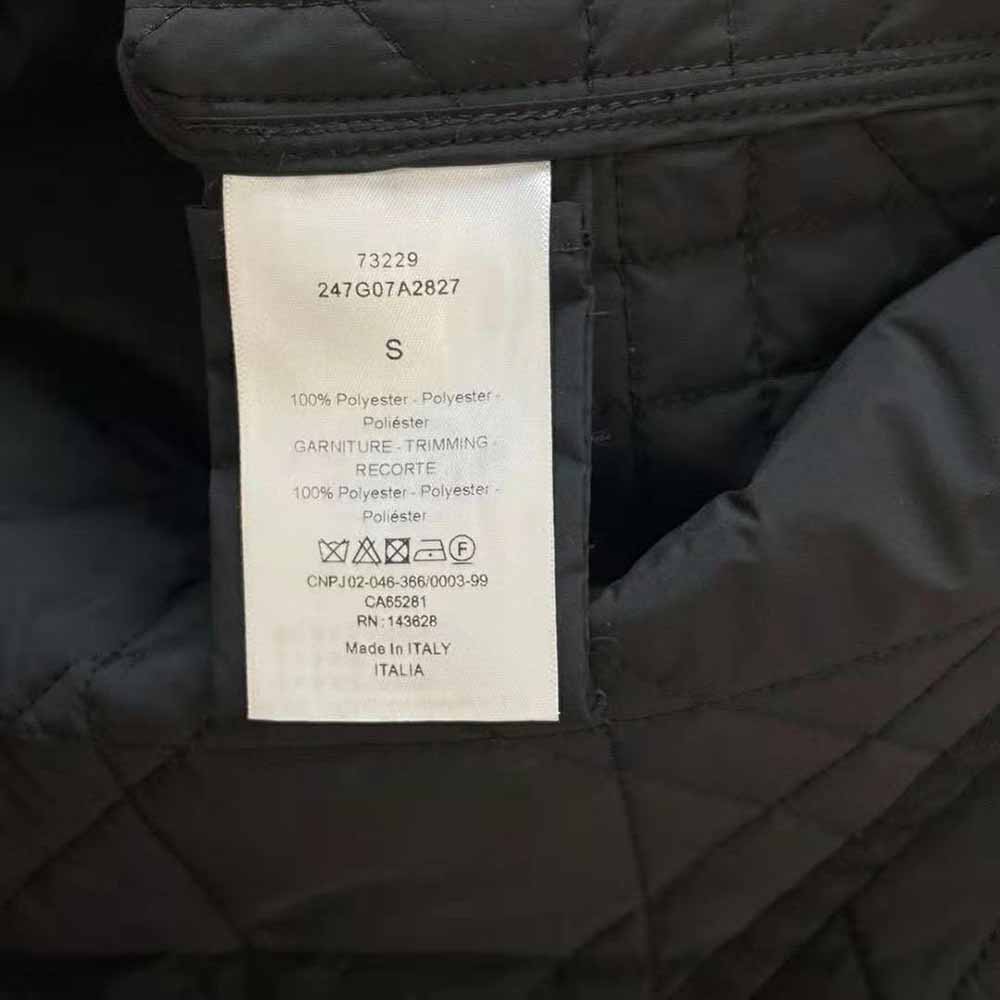 73229
247G07A2827
S
100% Polyester - Polyester -
Poliéster
GARNITURE - TRIMMING -
RECORTE
100% Polyester - Polyester -
Poliéster
F
CNPJ 02-046-366/0003-99
CA65281
RN : 143628
Made In ITALY
ITALIA